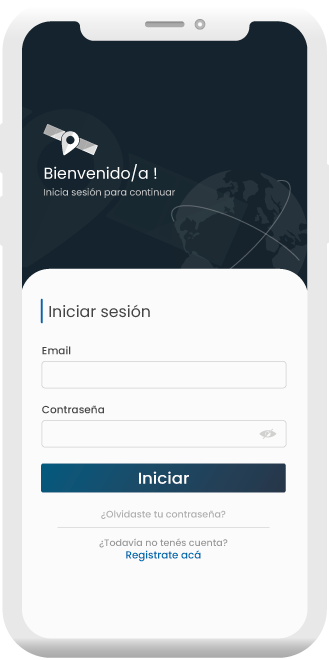 Bienvenido/a !
Inicia sesión para continuar
Iniciar sesión
Email
Contraseña
Iniciar
¿Olvidaste tu contraseña?
¿Todavía no tenés cuenta?
Registrate acá